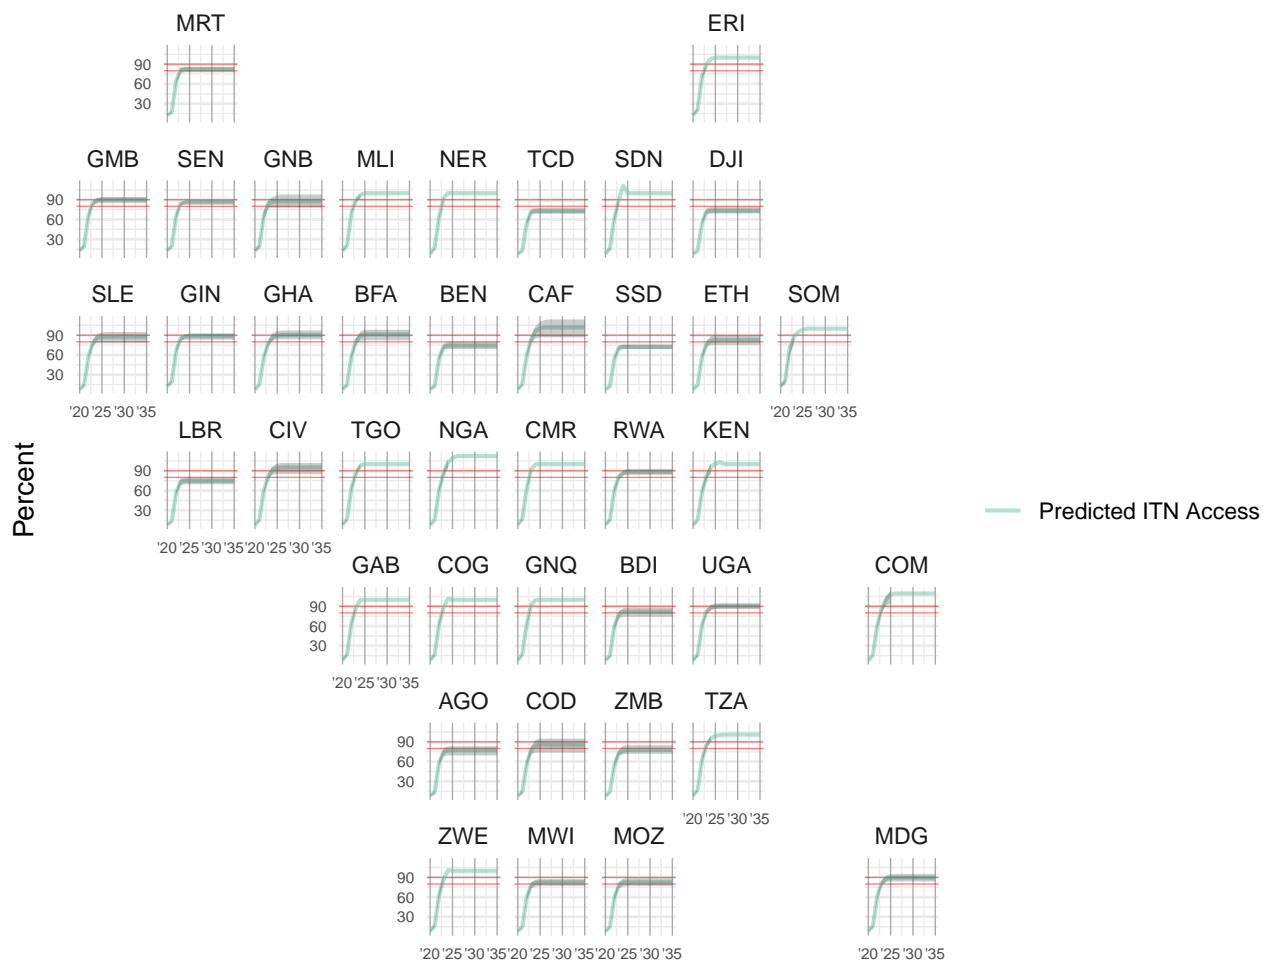 MRT ERI
90
60
30
GMB SEN GNB MLI NER TCD SDN DJI
90
60
30
SLE GIN GHA BFA BEN CAF SSD ETH SOM
90
60
30
'20 '25 '30 '35 '20 '25 '30 '35
LBR CIV TGO NGA CMR RWA KEN
90
60
30
Percent
Predicted ITN Access
'20 '25 '30 '35 '20 '25 '30 '35
GAB COG GNQ BDI UGA COM
90
60
30
'20 '25 '30 '35
AGO COD ZMB TZA
90
60
30
'20 '25 '30 '35
ZWE MWI MOZ MDG
90
60
30
'20 '25 '30 '35 '20 '25 '30 '35 '20 '25 '30 '35 '20 '25 '30 '35